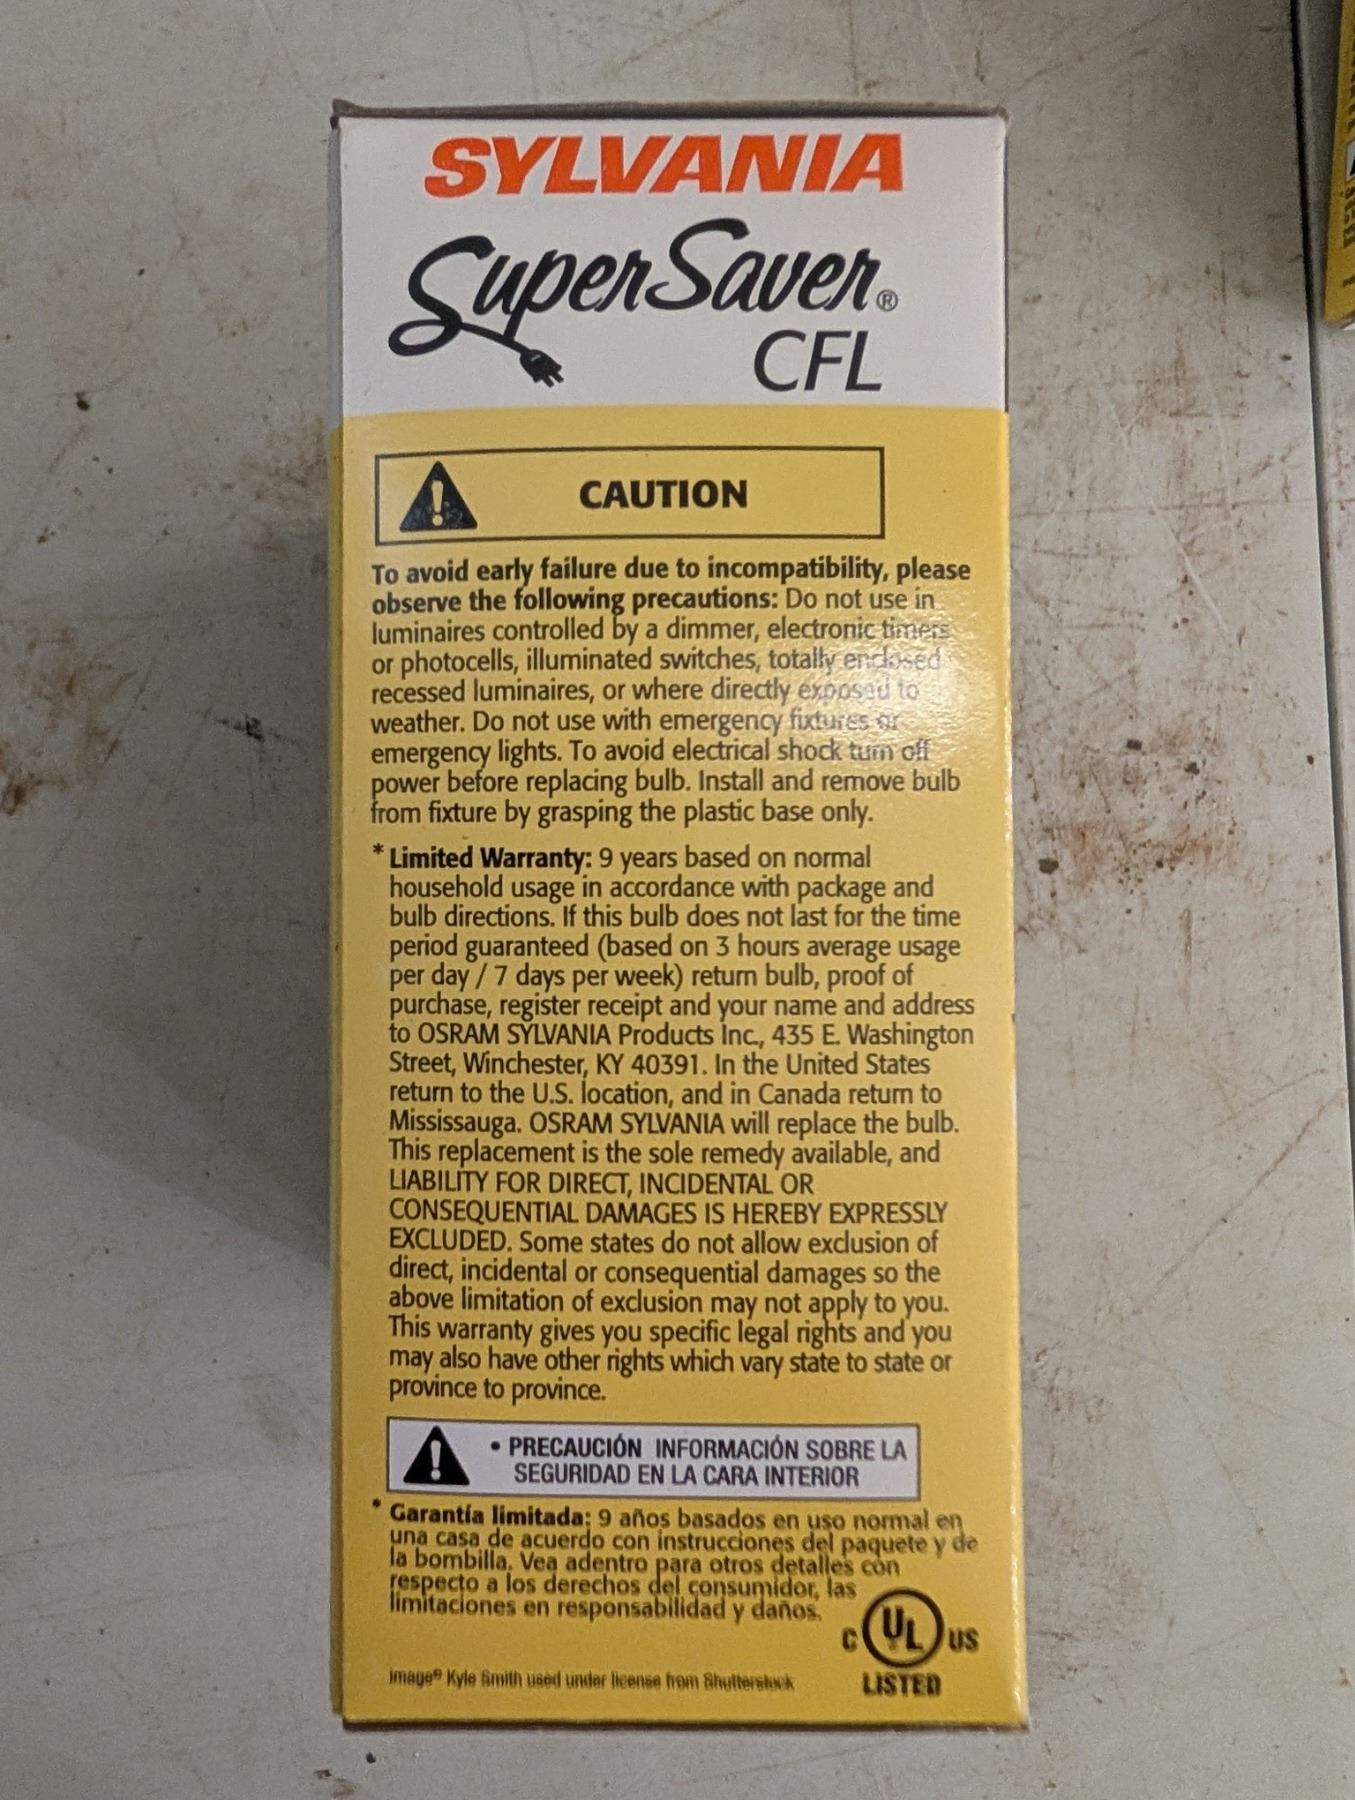 SYLVANIA
SuperSaver®
CFL
CAUTION
To avoid early failure due to incompatibility, please
observe the following precautions: Do not use in
luminaires controlled by a dimmer, electronic timers
or photocells, illuminated switches, totally enclosed
recessed luminaires, or where directly exposed to
weather. Do not use with emergency fixtures or
emergency lights. To avoid electrical shock turn off
power before replacing bulb. Install and remove bulb
from fixture by grasping the plastic base only.
* Limited Warranty: 9 years based on normal
household usage in accordance with package and
bulb directions. If this bulb does not last for the time
period guaranteed (based on 3 hours average usage
per day / 7 days per week) return bulb, proof of
purchase, register receipt and your name and address
to OSRAM SYLVANIA Products Inc., 435 E. Washington
Street, Winchester, KY 40391. In the United States
return to the U.S. location, and in Canada return to
Mississauga. OSRAM SYLVANIA will replace the bulb.
This replacement is the sole remedy available, and
LIABILITY FOR DIRECT, INCIDENTAL OR
CONSEQUENTIAL DAMAGES IS HEREBY EXPRESSLY
EXCLUDED. Some states do not allow exclusion of
direct, incidental or consequential damages so the
above limitation of exclusion may not apply to you.
This warranty gives you specific legal rights and you
may also have other rights which vary state to state or
province to province.
• PRECAUCIÓN INFORMACIÓN SOBRE LA
SEGURIDAD EN LA CARA INTERIOR
* Garantía limitada: 9 años basados en uso normal en
una casa de acuerdo con instrucciones del paquete y de
la bombilla. Vea adentro para otros detalles con
respecto a los derechos del consumidor, las
limitaciones en responsabilidad y daños.
C UL US
LISTED
image© Kyle Smith used under license from Shutterstock